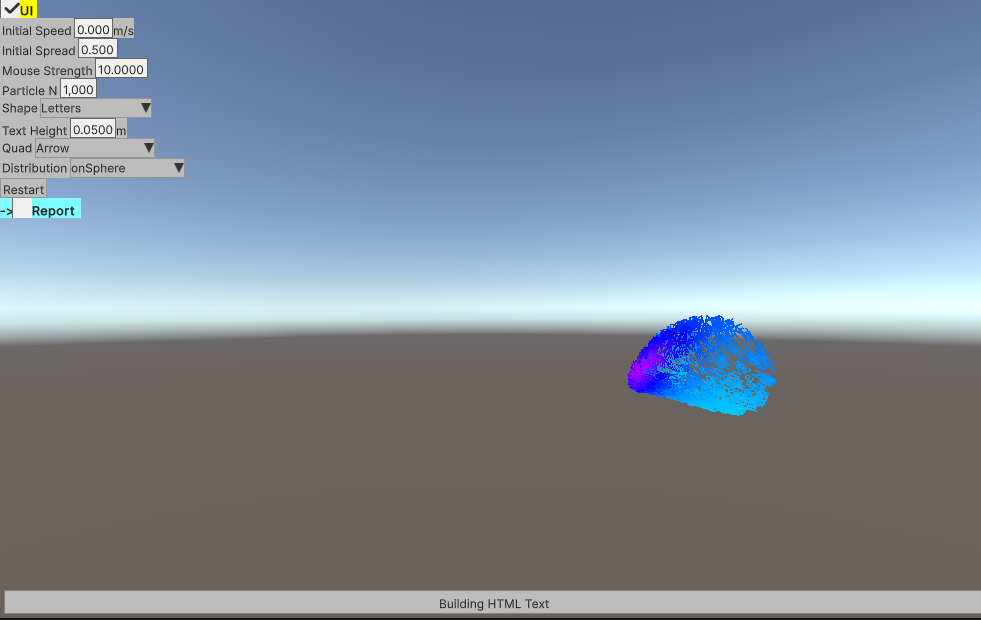 UI
Initial Speed 0.000 m/s
Initial Spread 0.500
Mouse Strength 10.0000
Particle N 1,000
Shape Letters
Text Height 0.0500 m
Quad Arrow
Distribution onSphere
Restart
-> Report
Building HTML Text